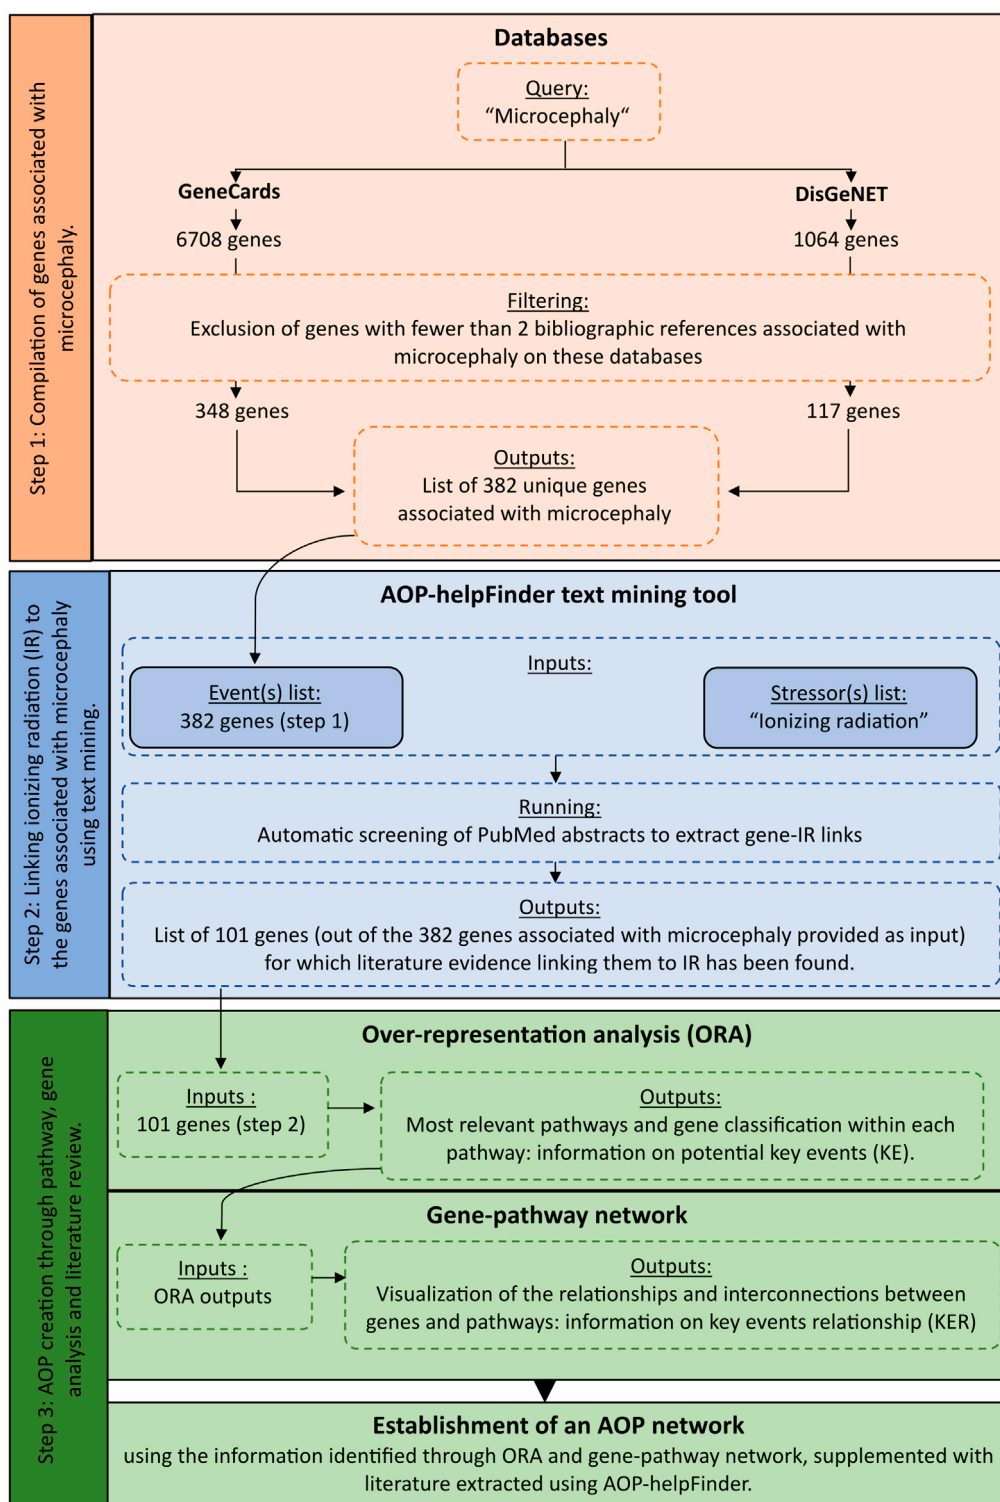 Step 1: Compilation of genes associated with
microcephaly.
Databases
Query:
“Microcephaly“
GeneCards
DisGeNET
6708 genes
1064 genes
Filtering:
Exclusion of genes with fewer than 2 bibliographic references associated with
microcephaly on these databases
348 genes
117 genes
Outputs:
List of 382 unique genes
associated with microcephaly
Step 2: Linking ionizing radiation (IR) to
the genes associated with microcephaly
using text mining.
AOP-helpFinder text mining tool
Inputs:
Event(s) list:
382 genes (step 1)
Stressor(s) list:
“Ionizing radiation”
Running:
Automatic screening of PubMed abstracts to extract gene-IR links
Outputs:
List of 101 genes (out of the 382 genes associated with microcephaly provided as input)
for which literature evidence linking them to IR has been found.
Step 3: AOP creation through pathway, gene
analysis and literature review.
Over-representation analysis (ORA)
Inputs :
101 genes (step 2)
Outputs:
Most relevant pathways and gene classification within each
pathway: information on potential key events (KE).
Gene-pathway network
Inputs :
ORA outputs
Outputs:
Visualization of the relationships and interconnections between
genes and pathways: information on key events relationship (KER)
Establishment of an AOP network
using the information identified through ORA and gene-pathway network, supplemented with
literature extracted using AOP-helpFinder.